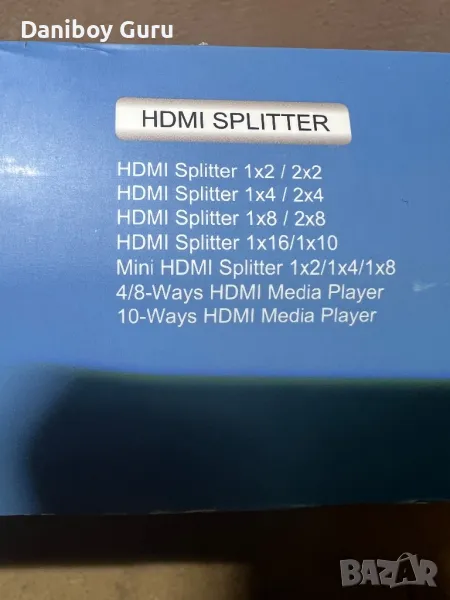 Daniboy Guru
HDMI SPLITTER
HDMI Splitter 1x2 / 2x2
HDMI Splitter 1x4 / 2x4
HDMI Splitter 1x8 / 2x8
HDMI Splitter 1x16/1x10
Mini HDMI Splitter 1x2/1x4/1x8
4/8-Ways HDMI Media Player
10-Ways HDMI Media Player
BAZAR